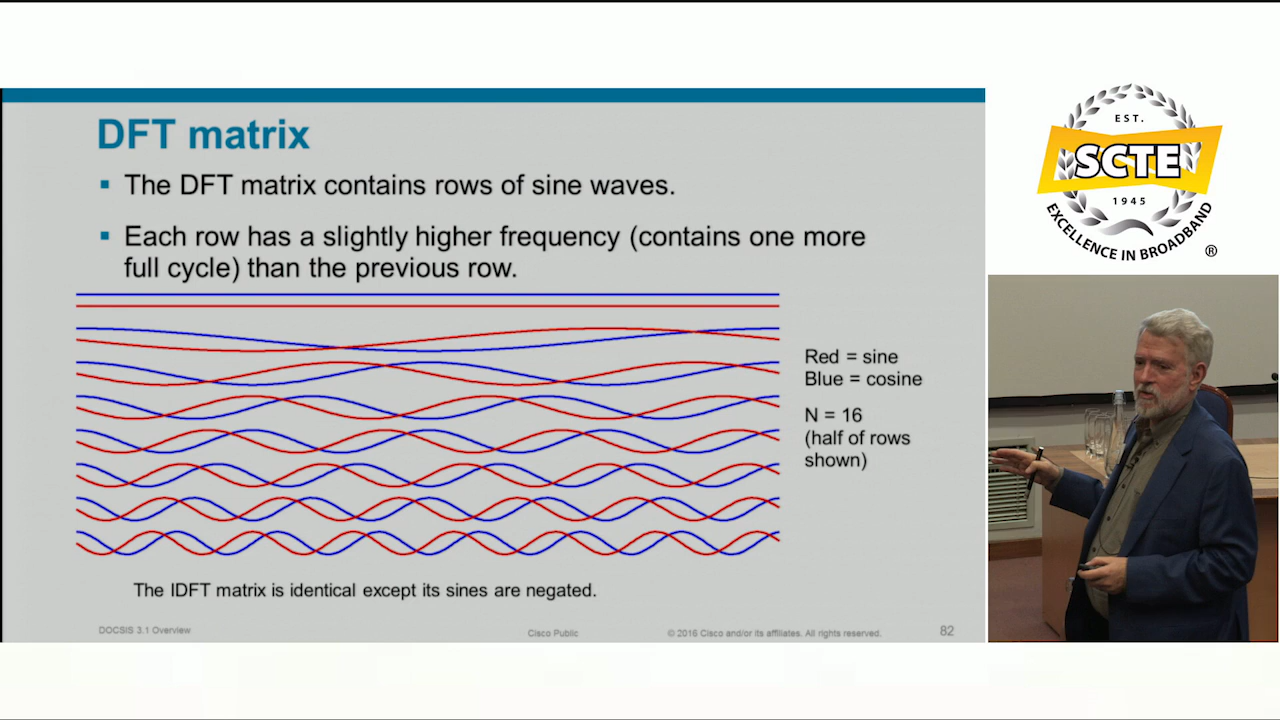 DFT matrix
The DFT matrix contains rows of sine waves.
Each row has a slightly higher frequency (contains one more
full cycle) than the previous row.
Red = sine
Blue = cosine
N = 16
(half of rows
shown)
The IDFT matrix is identical except its sines are negated.
DOCSIS 3.1 Overview
Cisco Public
© 2016 Cisco and/or its affiliates. All rights reserved.
82
EST.
SCTE
1945
EXCELLENCE IN BROADBAND
®